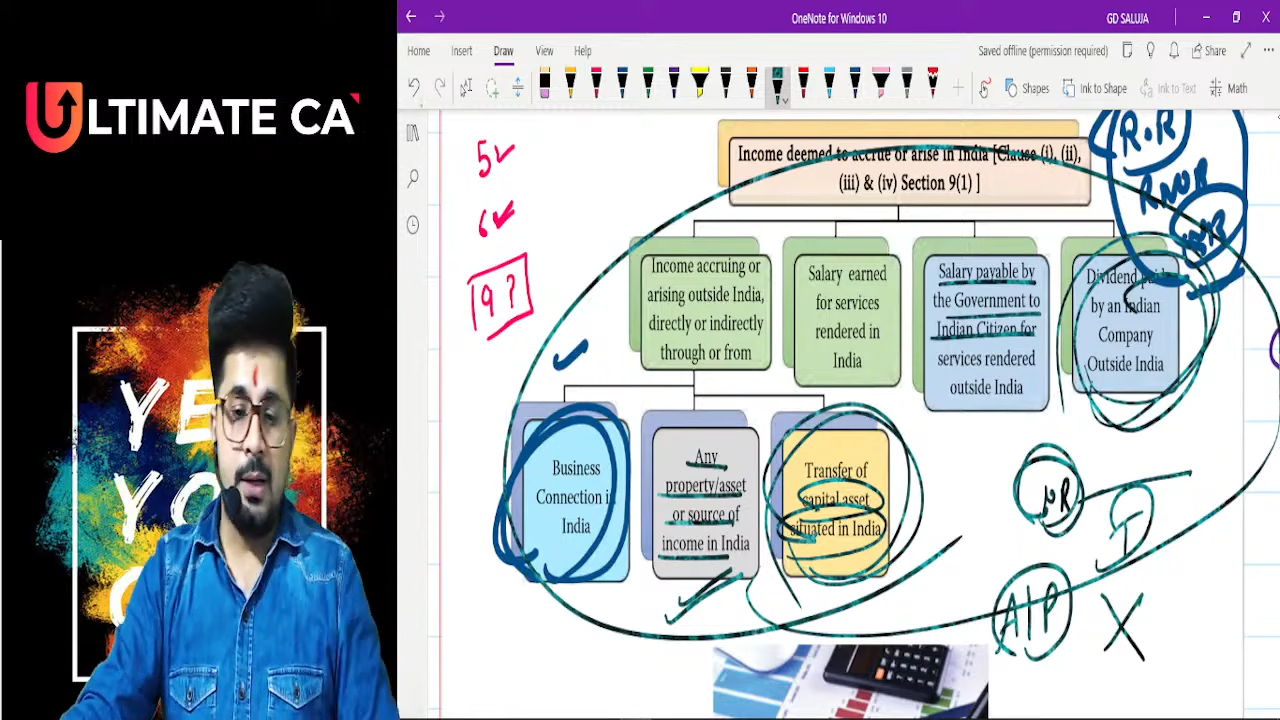 OneNote for Windows 10
GD SALUJA
Home Insert Draw View Help
Saved offline (permission required)
Share
Shapes
Ink to Shape
Ink to Text
Math
ULTIMATE CA
5
6
9 ?
R.R
RNOR
Income deemed to accrue or arise in India [Clause (i), (ii),
(iii) & (iv) Section 9(1) ]
Income accruing or
arising outside India,
directly or indirectly
through or from
Salary earned
for services
rendered in
India
Salary payable by
the Government to
Indian Citizen for
services rendered
outside India
Dividend
by an Indian
Company
Outside India
Business
Connection in
India
Any
property/asset
or source of
income in India
Transfer of
capital asset
situated in India
NR
I
A/P
X
YE
YO